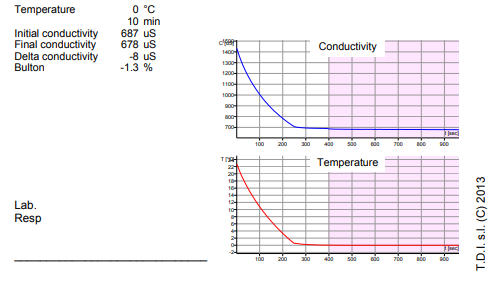 Temperature 0 °C
10 min
Initial conductivity 687 uS
Final conductivity 678 uS
Delta conductivity -8 uS
Bulton -1.3 %
Conductivity
1400
1300
1200
1100
1000
900
800
700
t [sec]
100 200 300 400 500 600 700 800 900
Temperature
22
20
18
16
14
12
10
8
6
4
2
0
-2
t [sec]
100 200 300 400 500 600 700 800 900
Lab.
Resp
T.D.I. s.l. (C) 2013